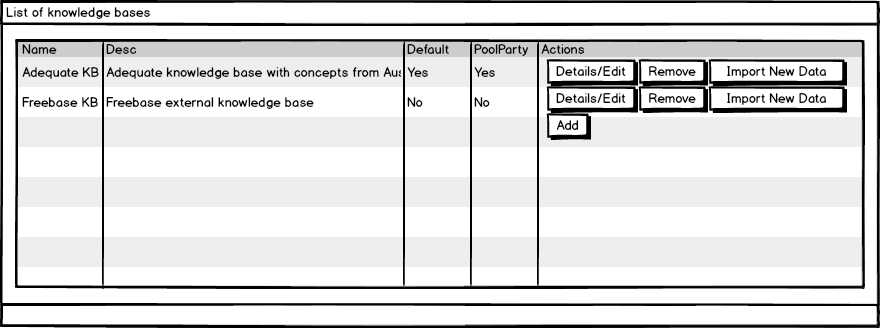 List of knowledge bases
Name Desc Default PoolParty Actions
Adequate KB Adequate knowledge base with concepts from Aus Yes Yes Details/Edit Remove Import New Data
Freebase KB Freebase external knowledge base No No Details/Edit Remove Import New Data
Add